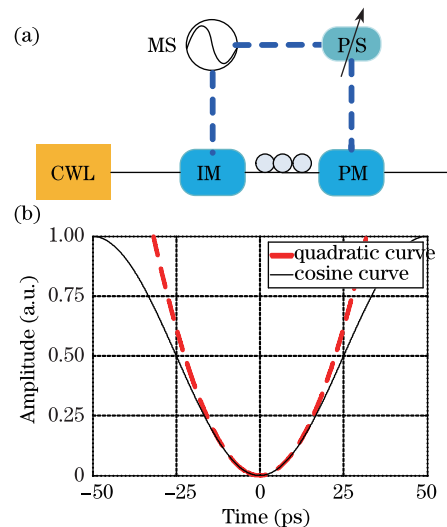 (a)
MS
P/S
CWL
IM
PM
(b)
1.00
0.75
0.50
0.25
0
Amplitude (a.u.)
quadratic curve
cosine curve
-50
-25
0
25
50
Time (ps)